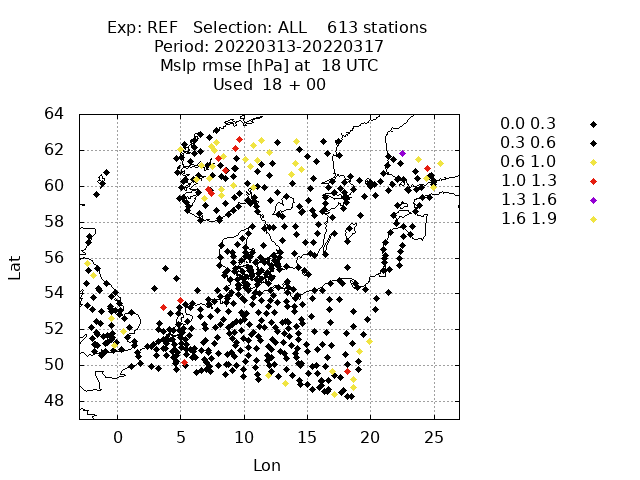 Exp: REF   Selection: ALL    613 stations
Period: 20220313-20220317
Mslp rmse [hPa] at  18 UTC
Used  18 + 00
64
62
60
58
56
54
52
50
48
Lat
0 5 10 15 20 25
Lon
0.0 0.3
0.3 0.6
0.6 1.0
1.0 1.3
1.3 1.6
1.6 1.9